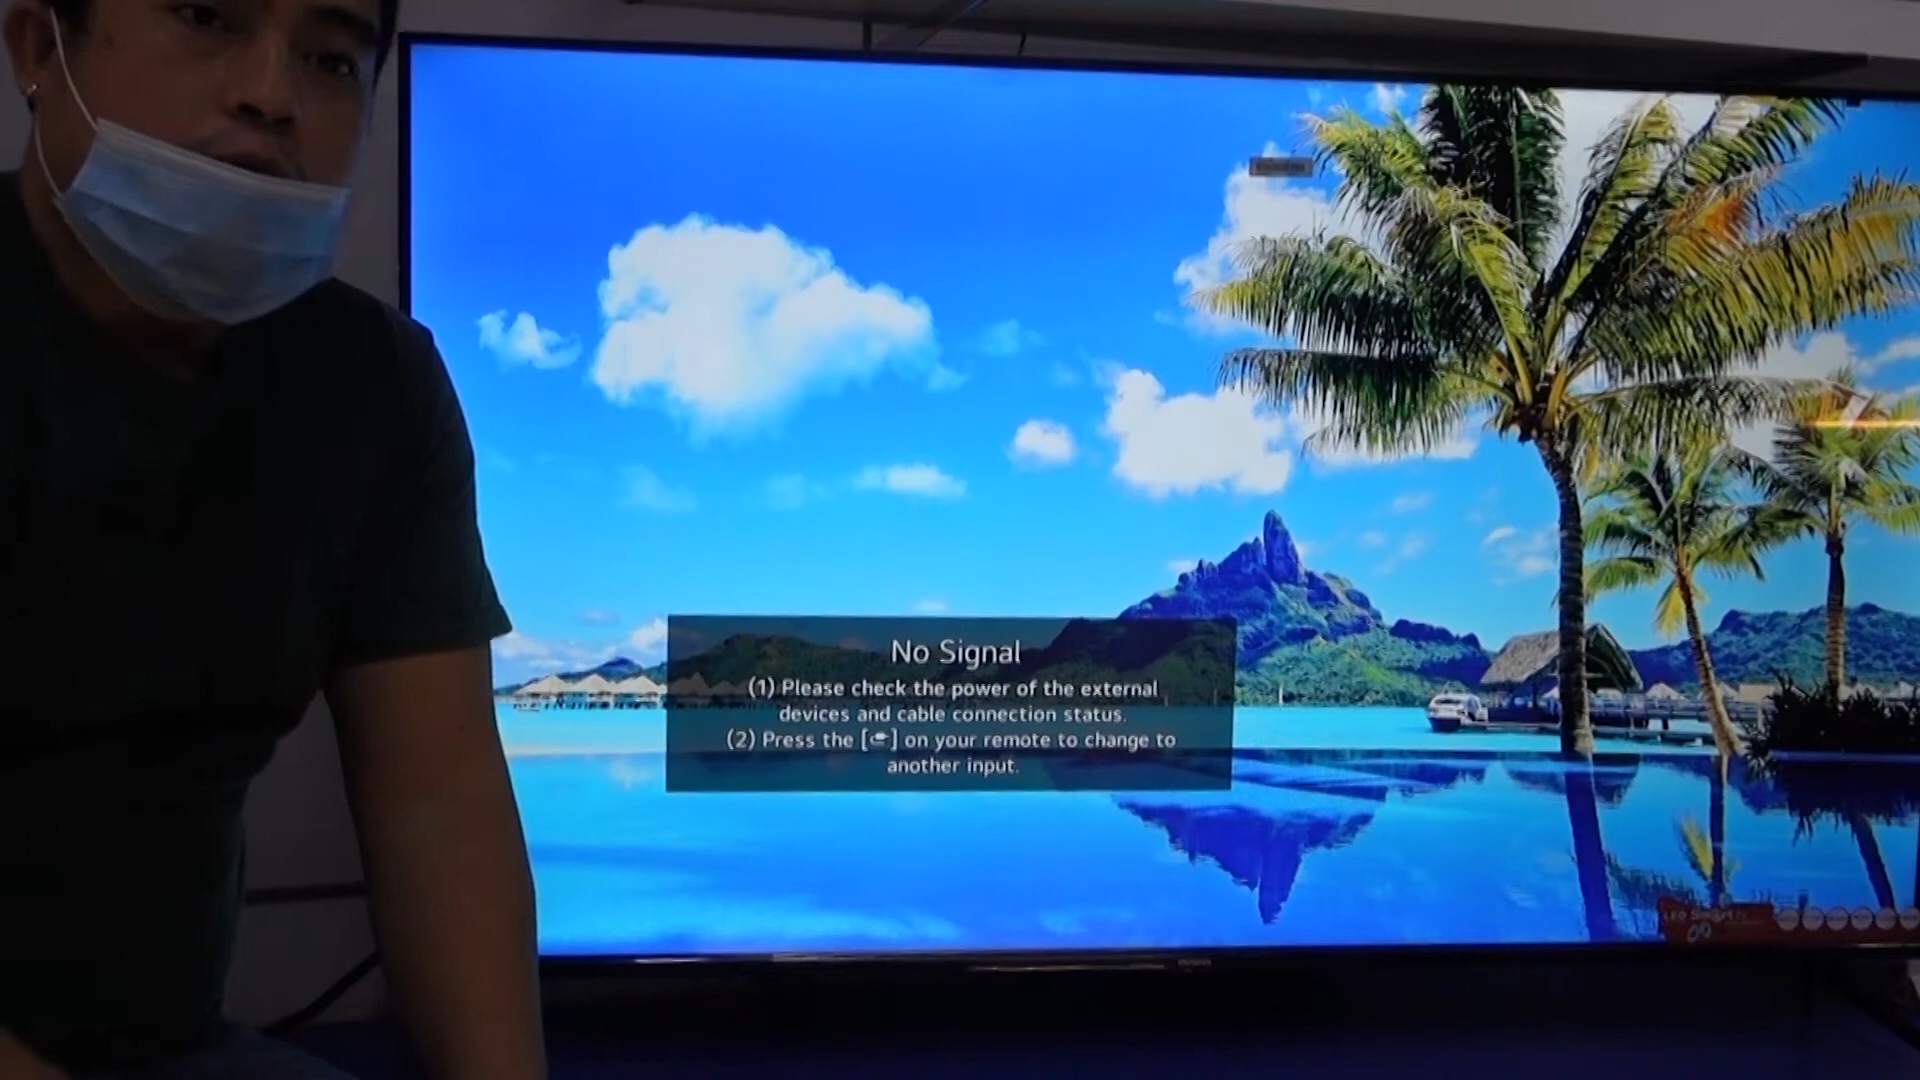 No Signal
(1) Please check the power of the external
devices and cable connection status.
(2) Press the [ ] on your remote to change to
another input.